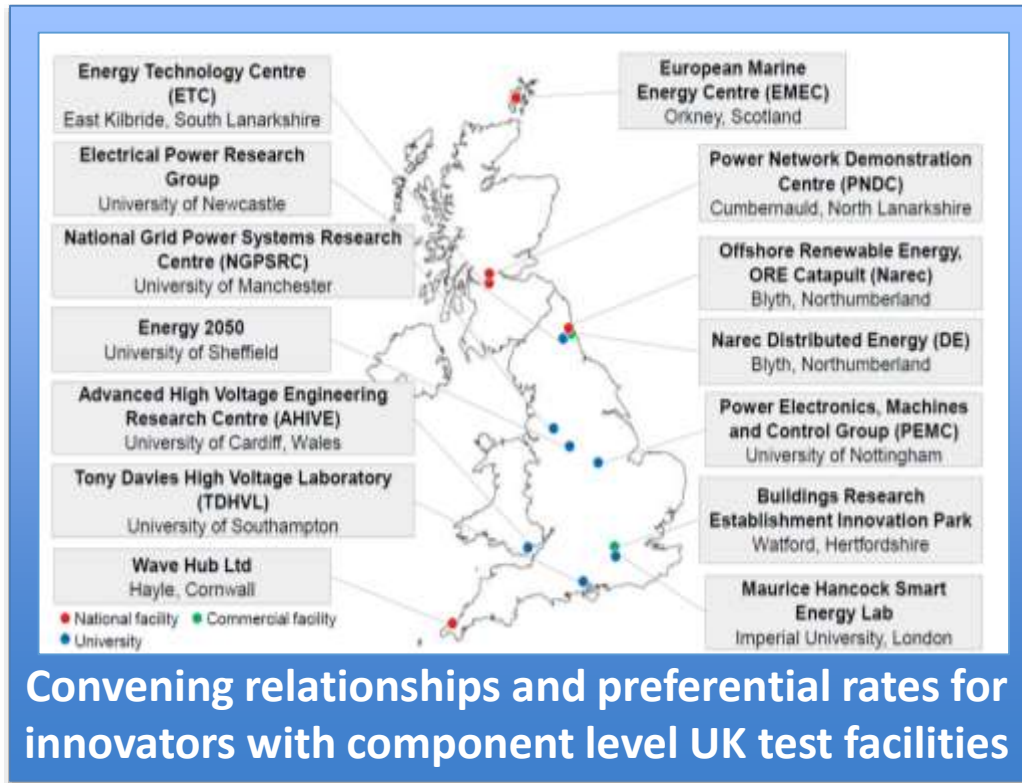 Energy Technology Centre
(ETC)
East Kilbride, South Lanarkshire
Electrical Power Research
Group
University of Newcastle
National Grid Power Systems Research
Centre (NGPSRC)
University of Manchester
Energy 2050
University of Sheffield
Advanced High Voltage Engineering
Research Centre (AHIVE)
University of Cardiff, Wales
Tony Davies High Voltage Laboratory
(TDHVL)
University of Southampton
Wave Hub Ltd
Hayle, Cornwall
National facility
Commercial facility
University
European Marine
Energy Centre (EMEC)
Orkney, Scotland
Power Network Demonstration
Centre (PNDC)
Cumbernauld, North Lanarkshire
Offshore Renewable Energy,
ORE Catapult (Narec)
Blyth, Northumberland
Narec Distributed Energy (DE)
Blyth, Northumberland
Power Electronics, Machines
and Control Group (PEMC)
University of Nottingham
Buildings Research
Establishment Innovation Park
Watford, Hertfordshire
Maurice Hancock Smart
Energy Lab
Imperial University, London
Convening relationships and preferential rates for
innovators with component level UK test facilities